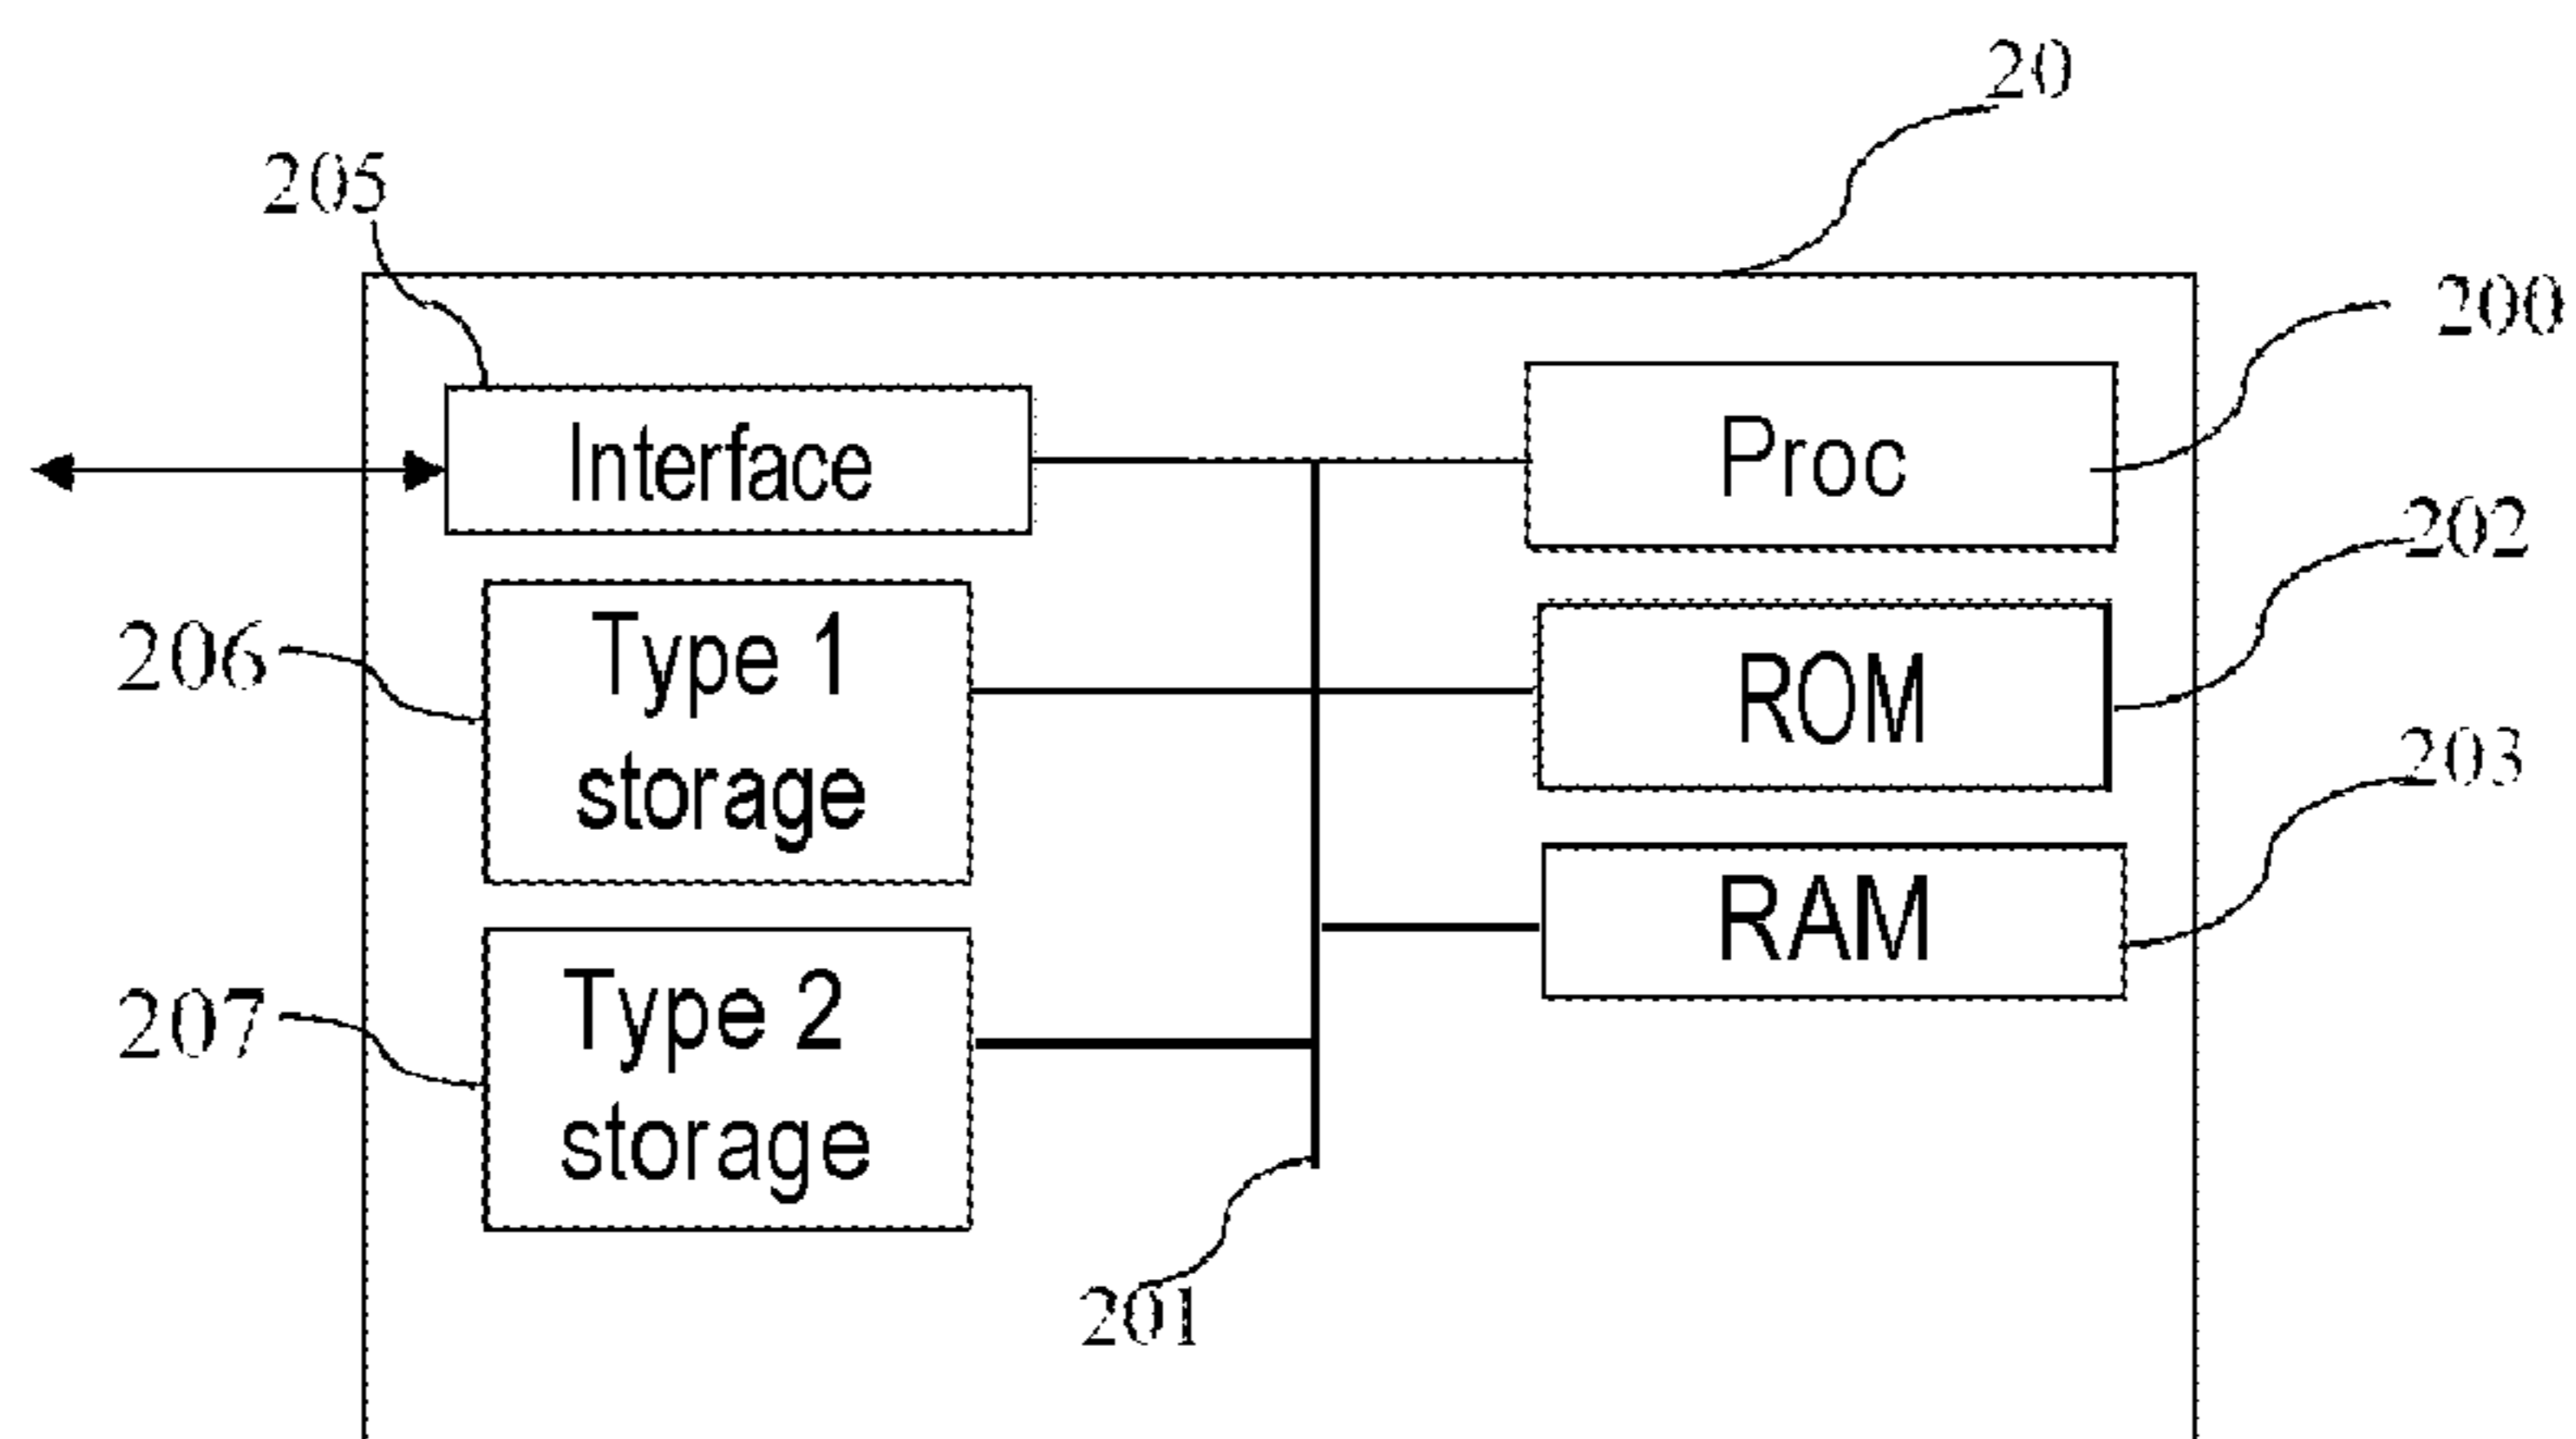 20
205
200
Interface
Proc
202
206
Type 1
storage
ROM
203
RAM
207
Type 2
storage
201